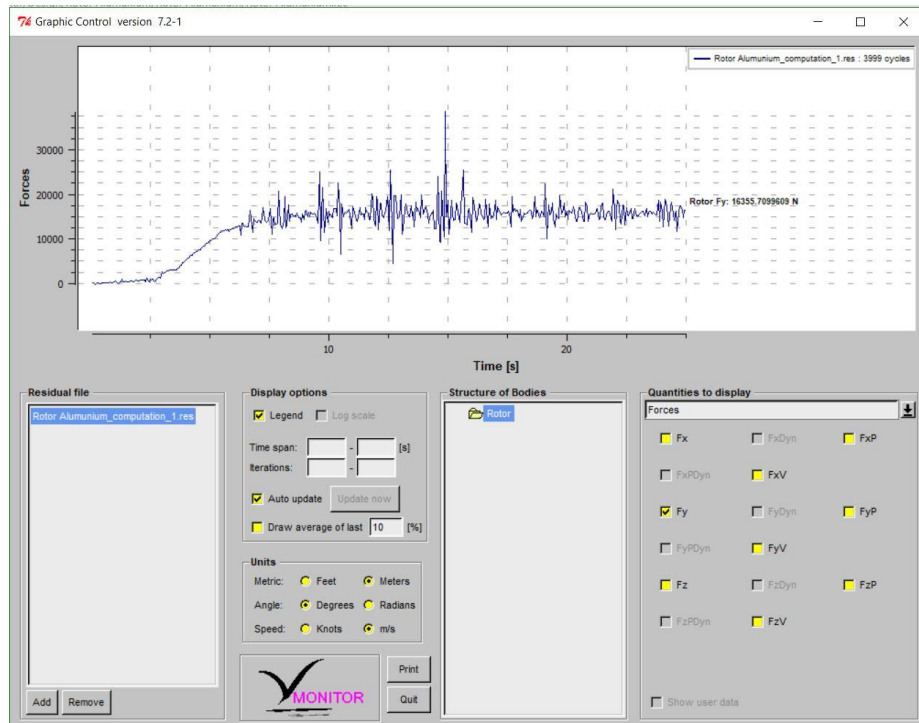 Graphic Control version 7.2-1
Rotor Alumunium_computation_1.res : 3999 cycles
Forces
30000
20000
10000
0
Rotor Fy: 16355.7099609 N
10
20
Time [s]
Residual file
Rotor Alumunium_computation_1.res
Add
Remove
Display options
Legend
Log scale
Time span:
-
[s]
Iterations:
-
Auto update
Update now
Draw average of last
10
[%]
Units
Metric:
Feet
Meters
Angle:
Degrees
Radians
Speed:
Knots
m/s
MONITOR
Print
Quit
Structure of Bodies
Rotor
Quantities to display
Forces
Fx
FxDyn
FxP
FxPDyn
FxV
Fy
FyDyn
FyP
FyPDyn
FyV
Fz
FzDyn
FzP
FzPDyn
FzV
Show user data